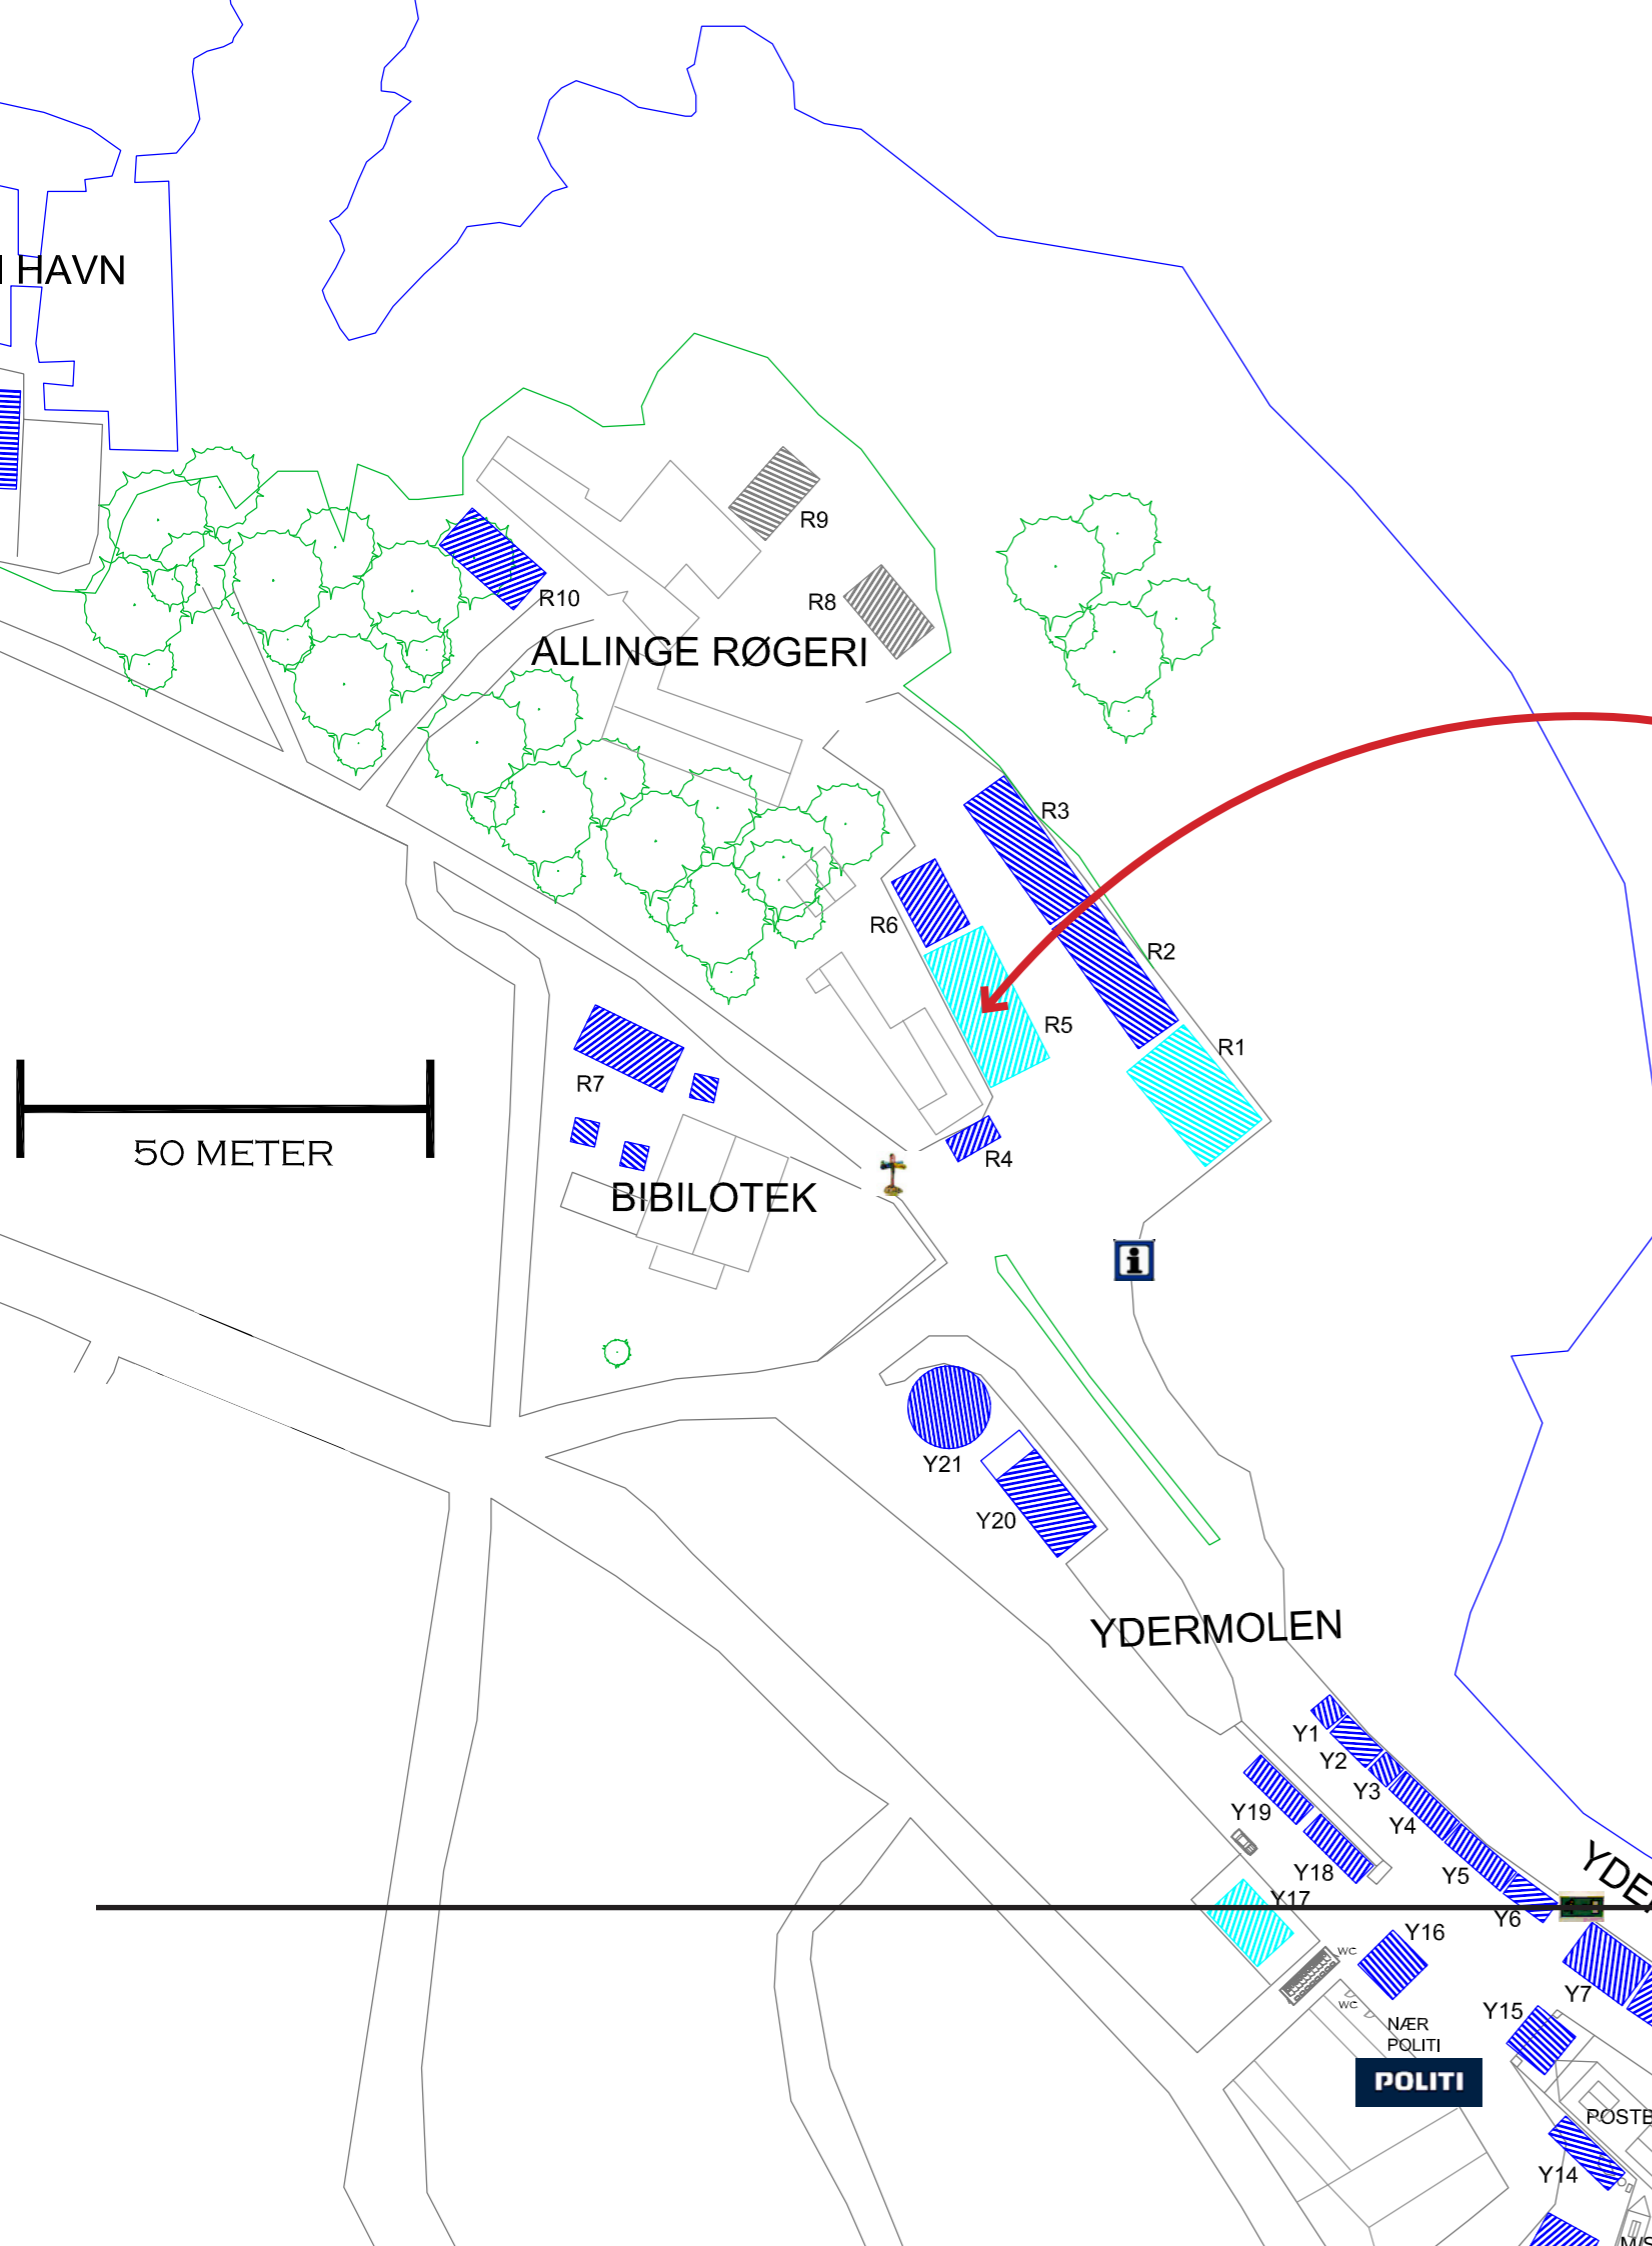 HAVN
R9
R10
R8
ALLINGE RØGERI
R3
R6
R2
R5
R1
R7
50 METER
R4
BIBILOTEK
Y21
Y20
YDERMOLEN
Y1
Y2
Y3
Y19
Y4
Y18
Y5
Y17
Y6
Y16
WC
Y7
WC
Y15
NÆR
POLITI
POLITI
POSTB
Y14